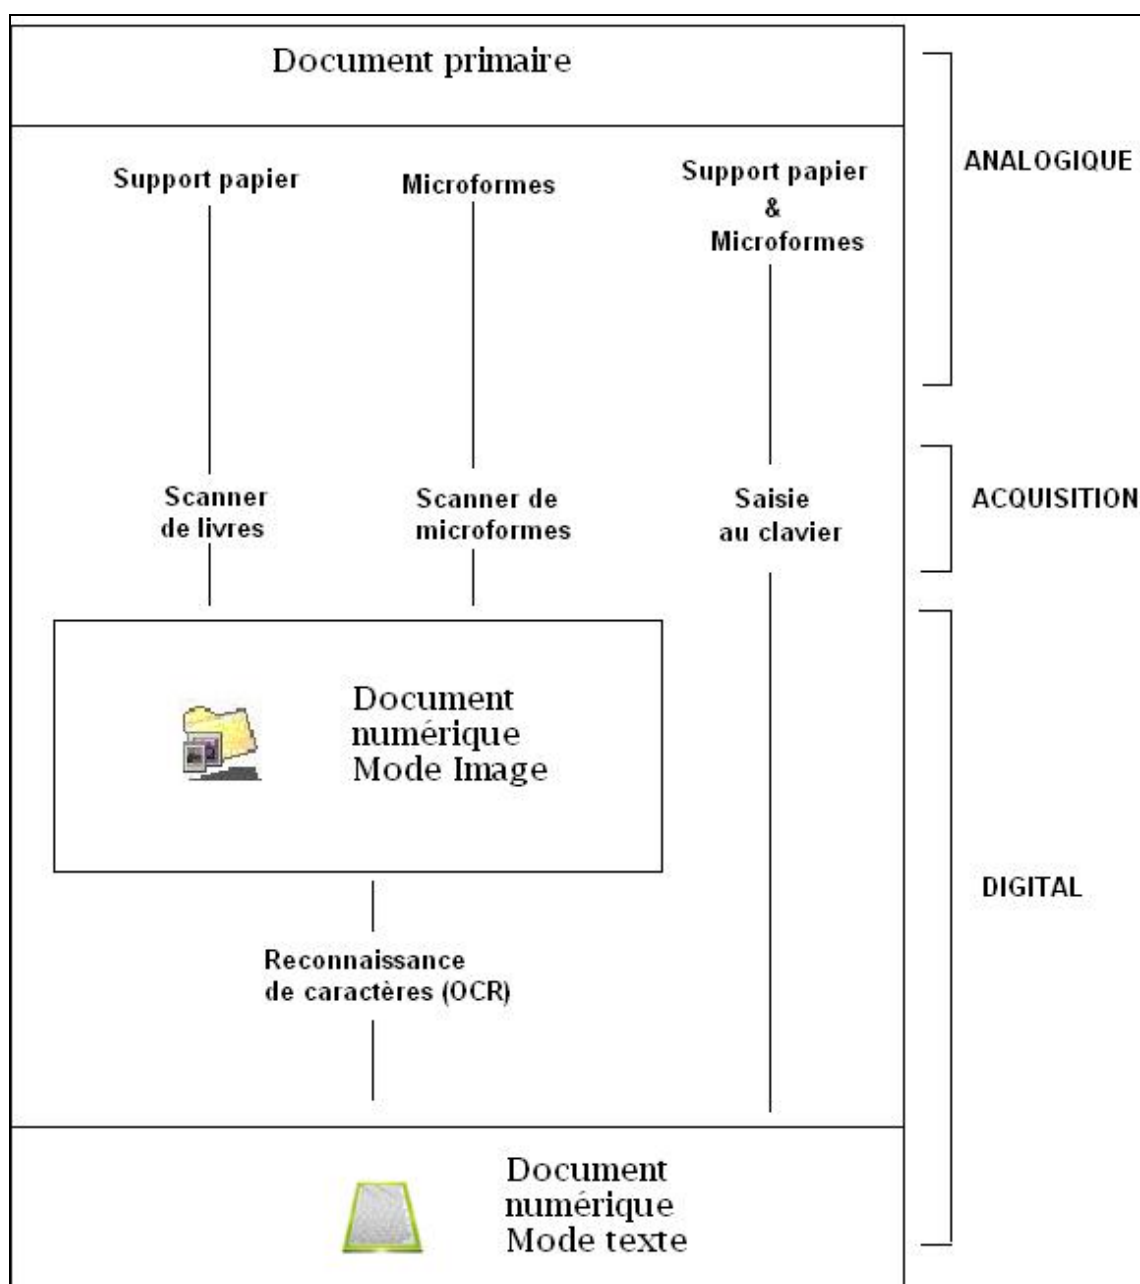 Document primaire
ANALOGIQUE
Support papier
Microformes
Support papier
&
Microformes
Scanner
de livres
Scanner de
microformes
Saisie
au clavier
ACQUISITION
Document
numérique
Mode Image
DIGITAL
Reconnaissance
de caractères (OCR)
Document
numérique
Mode texte